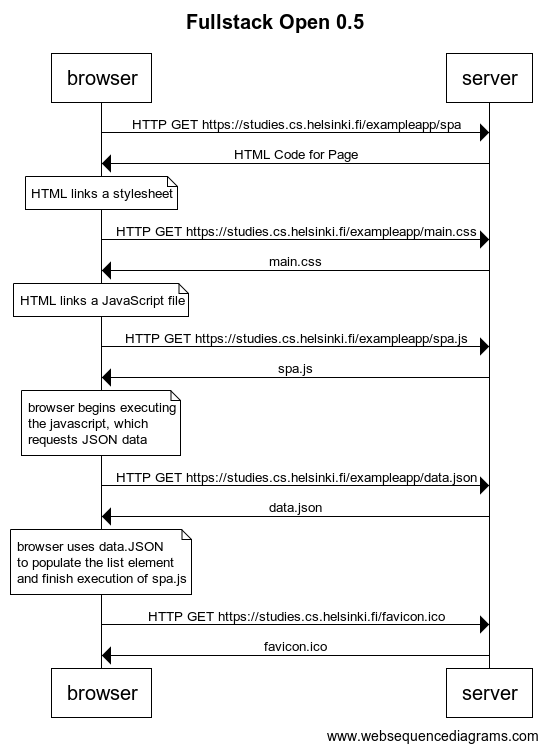 Fullstack Open 0.5
browser
server
HTTP GET https://studies.cs.helsinki.fi/exampleapp/spa
HTML Code for Page
HTML links a stylesheet
HTTP GET https://studies.cs.helsinki.fi/exampleapp/main.css
main.css
HTML links a JavaScript file
HTTP GET https://studies.cs.helsinki.fi/exampleapp/spa.js
spa.js
browser begins executing
the javascript, which
requests JSON data
HTTP GET https://studies.cs.helsinki.fi/exampleapp/data.json
data.json
browser uses data.JSON
to populate the list element
and finish execution of spa.js
HTTP GET https://studies.cs.helsinki.fi/favicon.ico
favicon.ico
browser
server
www.websequencediagrams.com